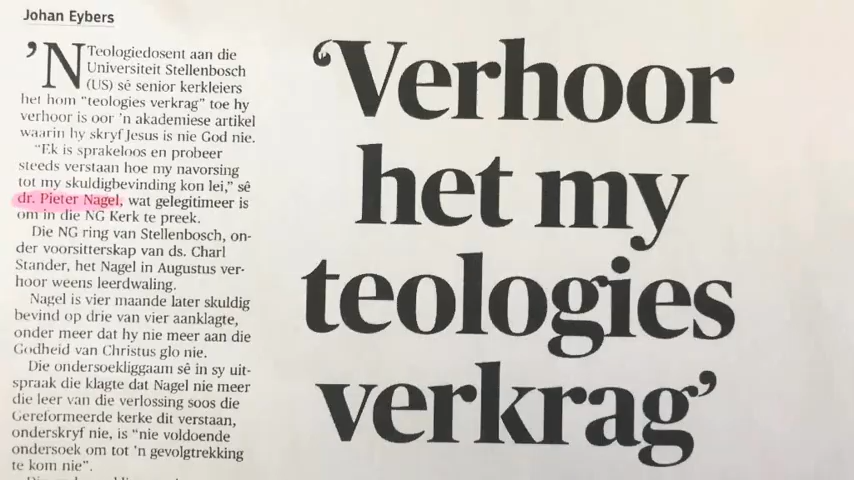 Johan Eybers
’N Teologiedosent aan die
Universiteit Stellenbosch
(US) sê senior kerkleiers
het hom “teologies verkrag” toe hy
verhoor is oor ’n akademiese artikel
waarin hy skryf Jesus is nie God nie.
“Ek is sprakeloos en probeer
steeds verstaan hoe my navorsing
tot my skuldigbevinding kon lei,” sê
dr. Pieter Nagel, wat gelegitimeer is
om in die NG Kerk te preek.
Die NG ring van Stellenbosch, on-
der voorsitterskap van ds. Charl
Stander, het Nagel in Augustus ver-
hoor weens leerdwaling.
Nagel is vier maande later skuldig
bevind op drie van vier aanklagte,
onder meer dat hy nie meer aan die
Godheid van Christus glo nie.
Die ondersoekliggaam sê in sy uit-
spraak die klagte dat Nagel nie meer
die leer van die verlossing soos die
Gereformeerde kerke dit verstaan,
onderskryf nie, is “nie voldoende
ondersoek om tot ’n gevolgtrekking
te kom nie”.
‘Verhoor
het my
teologies
verkrag’